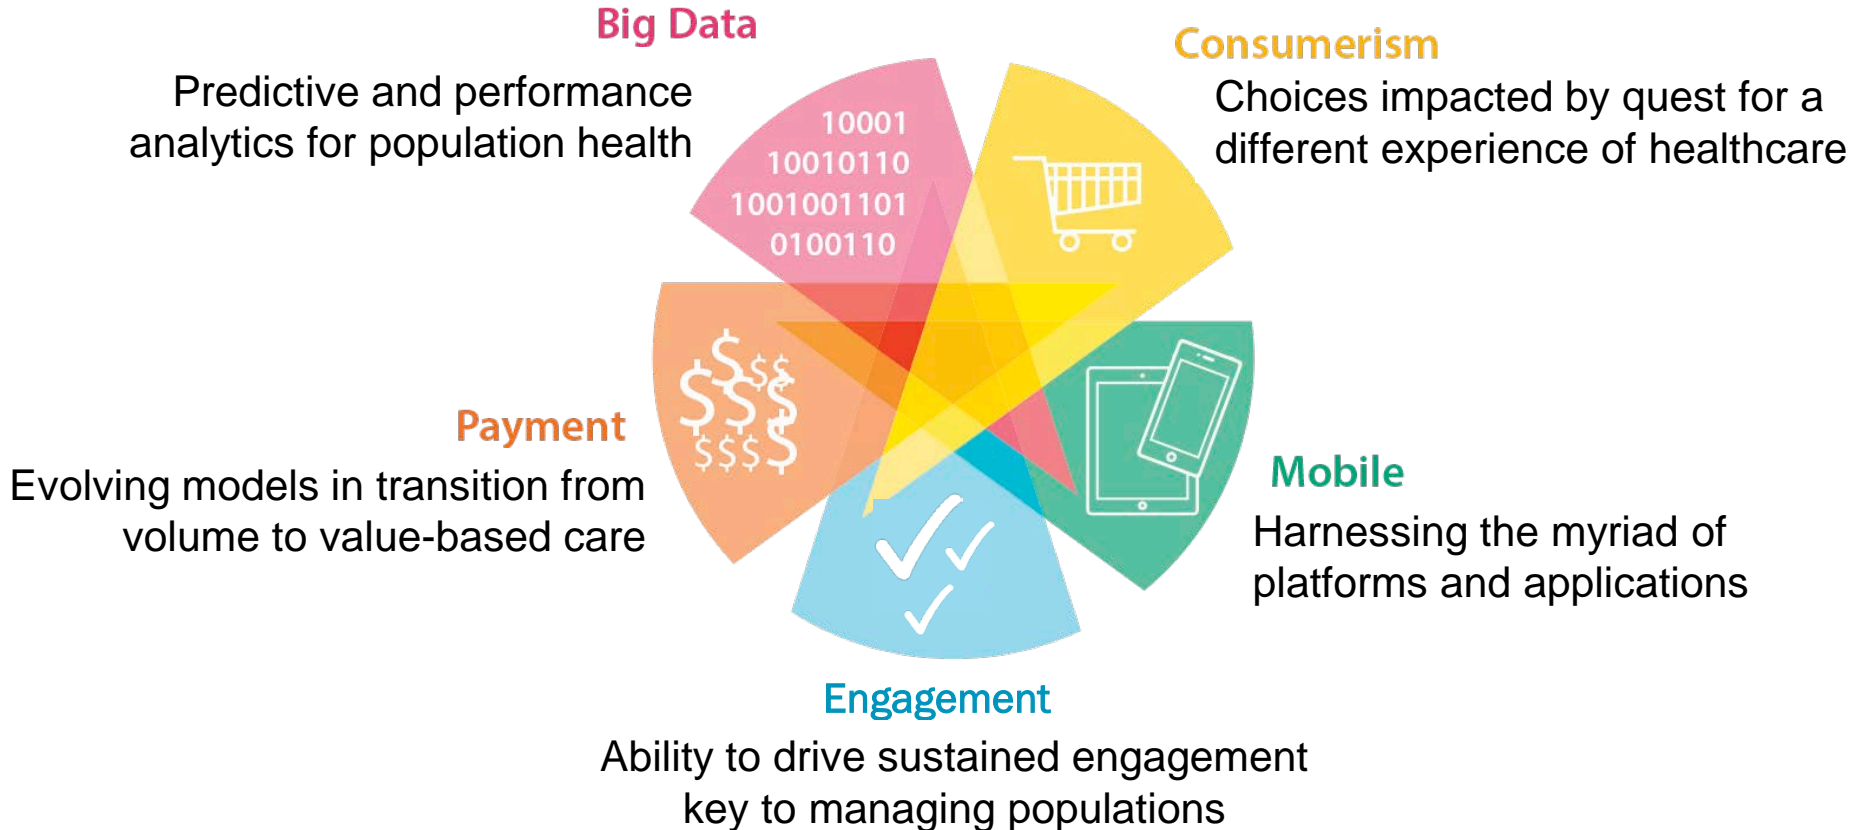 Big Data
Predictive and performance
analytics for population health
10001
10010110
1001001101
0100110
Consumerism
Choices impacted by quest for a
different experience of healthcare
Payment
Evolving models in transition from
volume to value-based care
$
$$$
$$$
$$$$
Mobile
Harnessing the myriad of
platforms and applications
Engagement
Ability to drive sustained engagement
key to managing populations